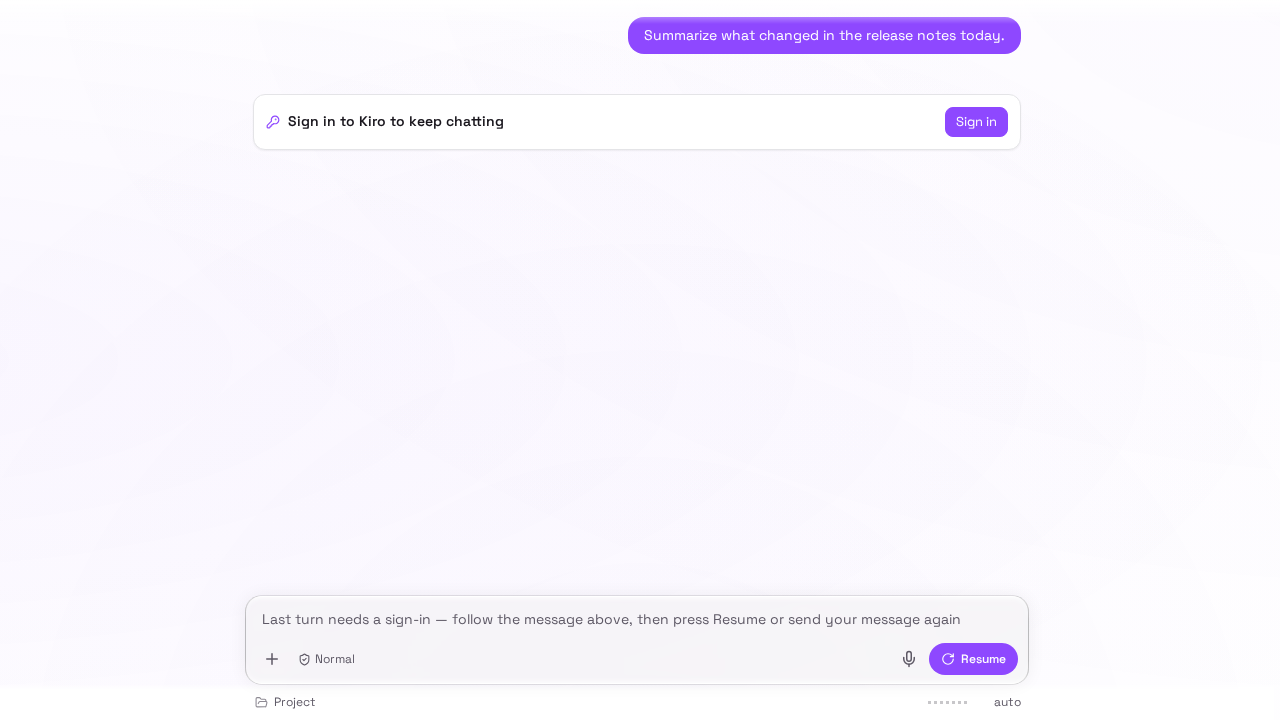 Summarize what changed in the release notes today.
Sign in to Kiro to keep chatting
Sign in
Last turn needs a sign-in — follow the message above, then press Resume or send your message again
Normal
Resume
Project
auto